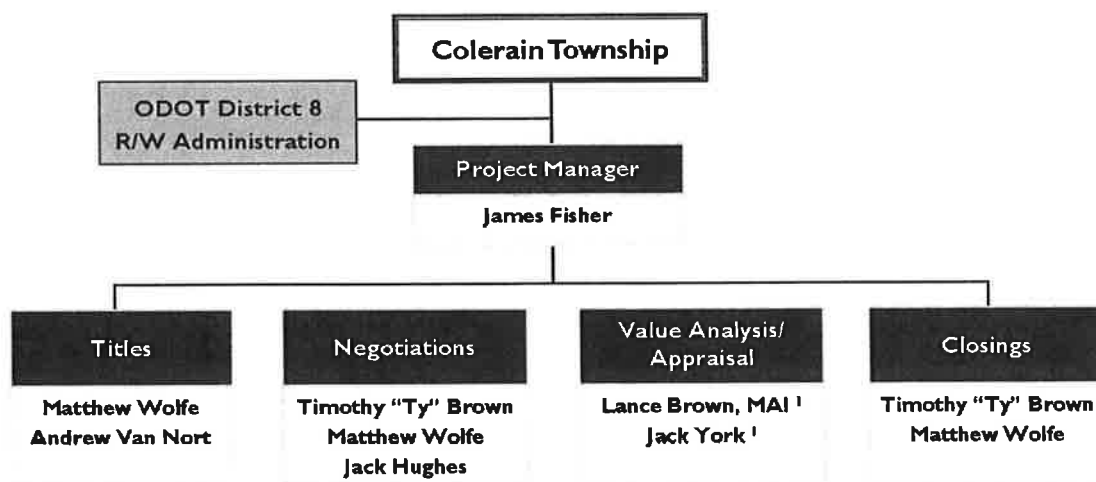 Colerain Township
ODOT District 8
R/W Administration
Project Manager
James Fisher
Titles
Matthew Wolfe
Andrew Van Nort
Negotiations
Timothy “Ty” Brown
Matthew Wolfe
Jack Hughes
Value Analysis/
Appraisal
Lance Brown, MAI ¹
Jack York ¹
Closings
Timothy “Ty” Brown
Matthew Wolfe